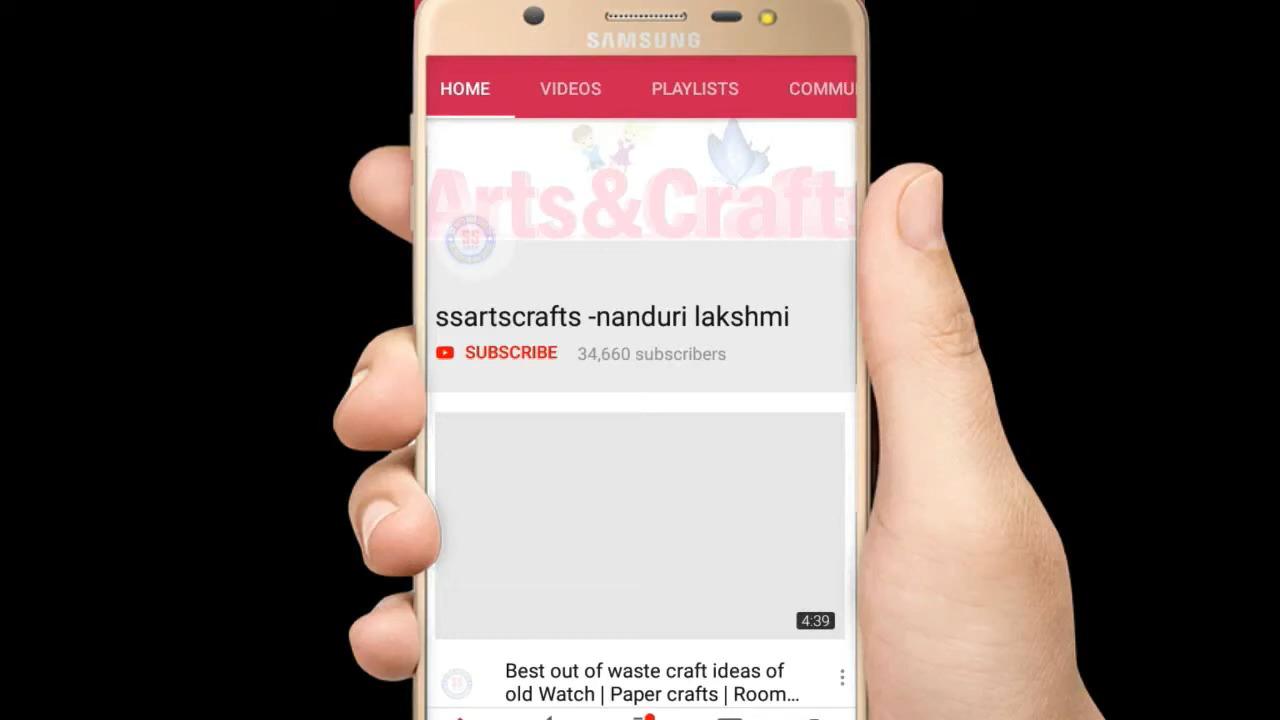 SAMSUNG
HOME VIDEOS PLAYLISTS COMMU
Arts&Crafts
SS
ssartscrafts -nanduri lakshmi
SUBSCRIBE 34,660 subscribers
4:39
Best out of waste craft ideas of
old Watch | Paper crafts | Room...